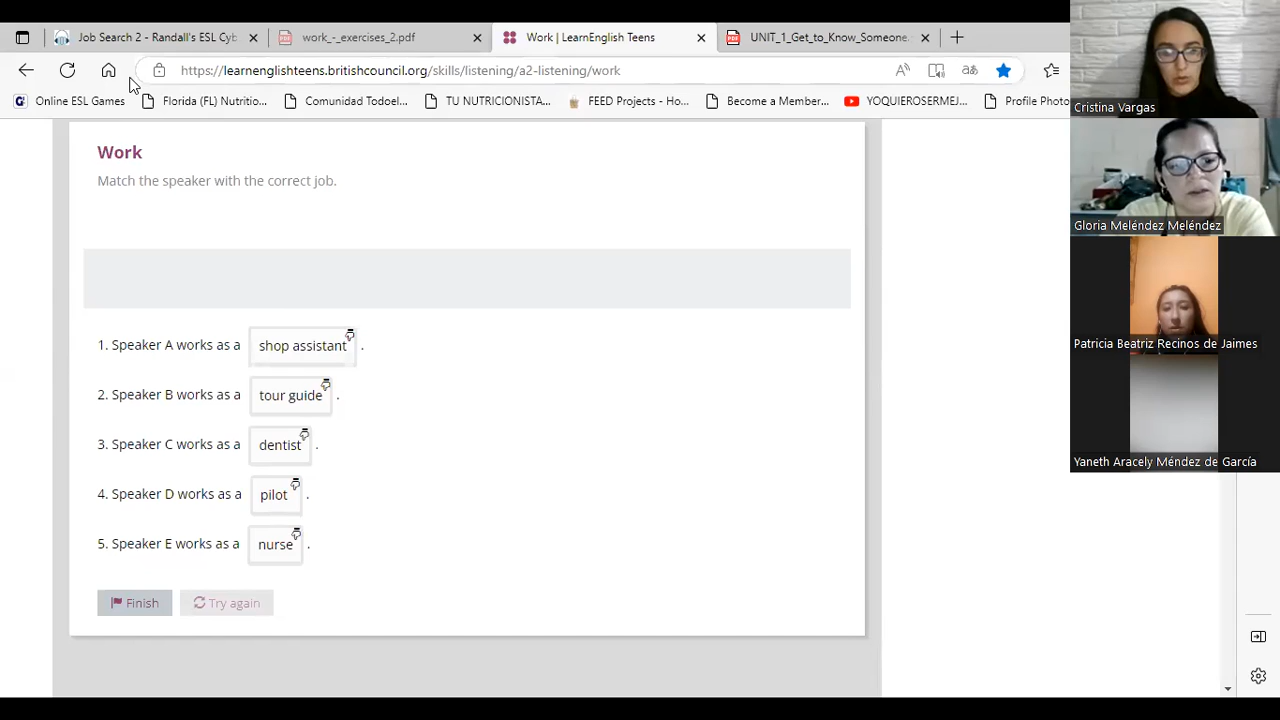 Job Search 2 - Randall's ESL Cyb
work_-_exercises_2.pdf
Work | LearnEnglish Teens
UNIT_1_Get_to_Know_Someone.
https://learnenglishteens.britishcouncil.org/skills/listening/a2-listening/work
Online ESL Games
Florida (FL) Nutritio...
Comunidad Todoel...
TU NUTRICIONISTA...
FEED Projects - Ho...
Become a Member...
YOQUIEROSERMEJ...
Profile Photo
Work
Match the speaker with the correct job.
1. Speaker A works as a shop assistant .
2. Speaker B works as a tour guide .
3. Speaker C works as a dentist .
4. Speaker D works as a pilot .
5. Speaker E works as a nurse .
Finish
Try again
Cristina Vargas
Gloria Meléndez Meléndez
Patricia Beatriz Recinos de Jaimes
Yaneth Aracely Méndez de García